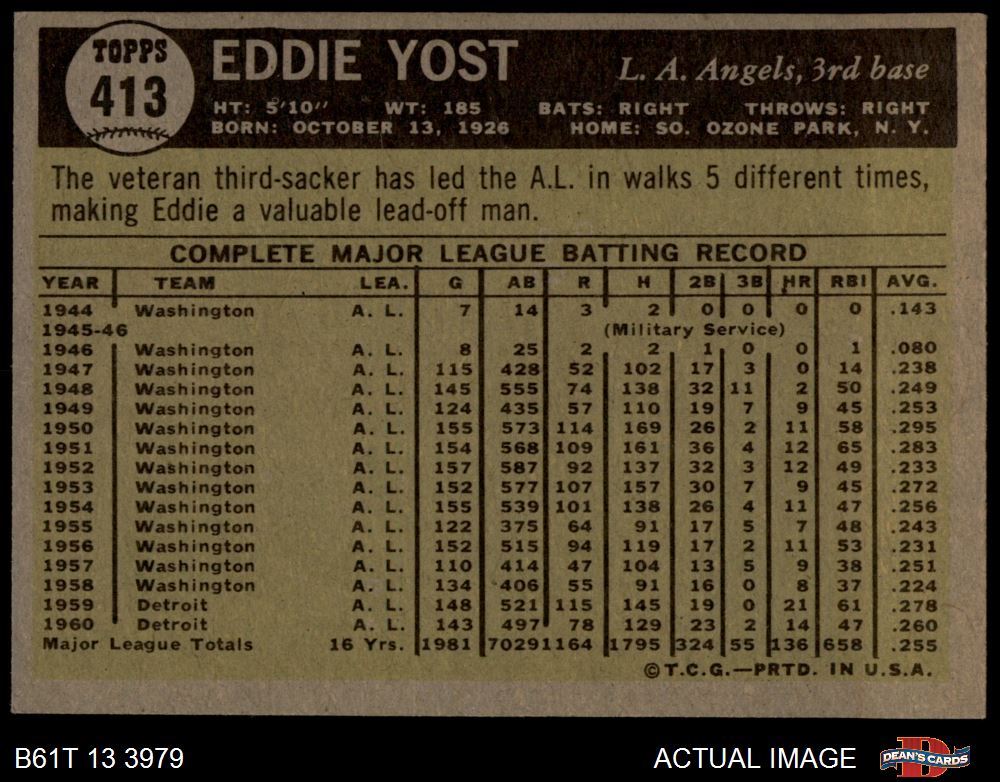 TOPPS
413
EDDIE YOST
L. A. Angels, 3rd base
HT: 5'10" WT: 185 BATS: RIGHT THROWS: RIGHT
BORN: OCTOBER 13, 1926 HOME: SO. OZONE PARK, N. Y.
The veteran third-sacker has led the A.L. in walks 5 different times,
making Eddie a valuable lead-off man.
COMPLETE MAJOR LEAGUE BATTING RECORD
YEAR TEAM LEA. G AB R H 2B 3B HR RBI AVG.
1944 Washington A. L. 7 14 3 2 0 0 0 0 .143
1945-46 (Military Service)
1946 Washington A. L. 8 25 2 2 1 0 0 1 .080
1947 Washington A. L. 115 428 52 102 17 3 0 14 .238
1948 Washington A. L. 145 555 74 138 32 11 2 50 .249
1949 Washington A. L. 124 435 57 110 19 7 9 45 .253
1950 Washington A. L. 155 573 114 169 26 2 11 58 .295
1951 Washington A. L. 154 568 109 161 36 4 12 65 .283
1952 Washington A. L. 157 587 92 137 32 3 12 49 .233
1953 Washington A. L. 152 577 107 157 30 7 9 45 .272
1954 Washington A. L. 155 539 101 138 26 4 11 47 .256
1955 Washington A. L. 122 375 64 91 17 5 7 48 .243
1956 Washington A. L. 152 515 94 119 17 2 11 53 .231
1957 Washington A. L. 110 414 47 104 13 5 9 38 .251
1958 Washington A. L. 134 406 55 91 16 0 8 37 .224
1959 Detroit A. L. 148 521 115 145 19 0 21 61 .278
1960 Detroit A. L. 143 497 78 129 23 2 14 47 .260
Major League Totals 16 Yrs. 1981 7029 1164 1795 324 55 136 658 .255
©T.C.G.—PRTD. IN U.S.A.
B61T 13 3979 ACTUAL IMAGE DEAN'S CARDS